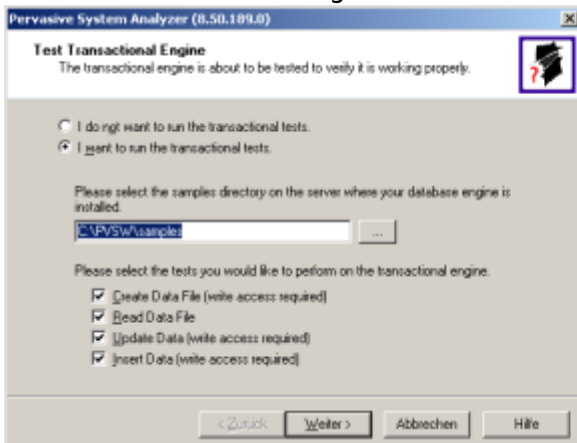 Pervasive System Analyzer (8.50.189.0)
Test Transactional Engine
The transactional engine is about to be tested to verify it is working properly.
I do not want to run the transactional tests.
I want to run the transactional tests.
Please select the samples directory on the server where your database engine is
installed.
C:\PVSW\samples
...
Please select the tests you would like to perform on the transactional engine.
Create Data File (write access required)
Read Data File
Update Data (write access required)
Insert Data (write access required)
< Zurück Weiter > Abbrechen Hilfe